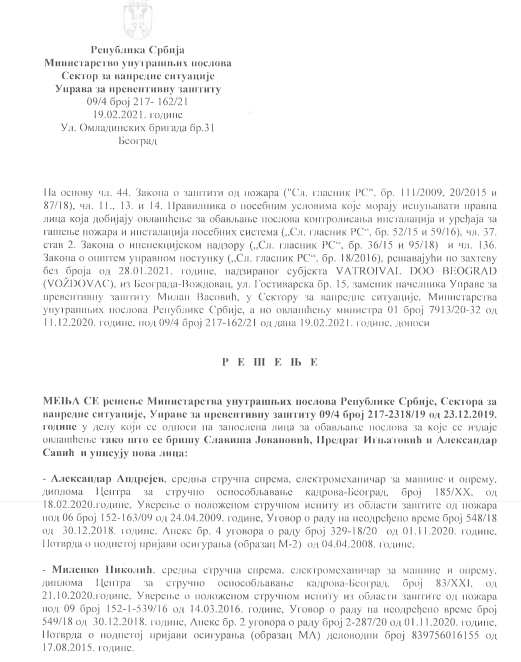 Република Србија
Министарство унутрашњих послова
Сектор за ванредне ситуације
Управа за превентивну заштиту
09/4 број 217- 162/21
19.02.2021. године
Ул. Омладинских бригада бр.31
Београд
На основу чл. 44. Закона о заштити од пожара ("Сл. гласник РС", бр. 111/2009, 20/2015 и
87/18), чл. 11., 13. и 14. Правилника о посебним условима које морају испуњавати правна
лица која добијају овлашћење за обављање послова контролисања инсталација и уређаја за
гашење пожара и инсталација посебних система („Сл. гласник РС“, бр. 52/15 и 59/16), чл. 37.
став 2. Закона о инспекцијском надзору („Сл. гласник РС“, бр. 36/15 и 95/18) и чл. 136.
Закона о општем управном поступку („Сл. гласник РС“, бр. 18/2016), решавајући по захтеву
без броја од 28.01.2021. године, надзираног субјекта VATROIVAL DOO BEOGRAD
(VOŽDOVAC), из Београда-Вождовац, ул. Гостиварска бр. 15, заменик начелника Управе за
превентивну заштиту Милан Васовић, у Сектору за ванредне ситуације, Министарства
унутрашњих послова Републике Србије, а по овлашћењу министра 01 број 7913/20-32 од
11.12.2020. године, под 09/4 број 217-162/21 од дана 19.02.2021. године, доноси
Р Е Ш Е Њ Е
МЕЊА СЕ решење Министарства унутрашњих послова Републике Србије, Сектора за
ванредне ситуације, Управе за превентивну заштиту 09/4 број 217-2318/19 од 23.12.2019.
године у делу који се односи на запослена лица за обављање послова за које се издаје
овлашћење тако што се бришу Славиша Јовановић, Предраг Игњатовић и Александар
Савић и уписују нова лица:
- Александар Андрејев, средња стручна спрема, електромеханичар за машине и опрему,
диплома Центра за стручно оспособљавање кадрова-Београд, број 185/XX. од
18.02.2020.године, Уверење о положеном стручном испиту из области заштите од пожара
под 06 број 152-163/09 од 24.04.2009. године, Уговор о раду на неодређено време број 548/18
од 30.12.2018. године, Анекс бр. 4 уговора о раду број 329-18/20 од 01.11.2020. године.
Потврда о поднетој пријави осигурања (образац М-2) од 04.04.2008. године.
- Миленко Николић, средња стручна спрема, електромеханичар за машине и опрему,
диплома Центра за стручно оспособљавање кадрова-Београд, број 83/XXI, од
21.10.2020.године, Уверење о положеном стручном испиту из области заштите од пожара
под 09 број 152-1-539/16 од 14.03.2016. године, Уговор о раду на неодређено време број
549/18 од 30.12.2018. године, Анекс бр. 2 уговора о раду број 2-287/20 од 01.11.2020. године,
Потврда о поднетој пријави осигурања (образац МА) деловодни број 839756016155 од
17.08.2015. године.